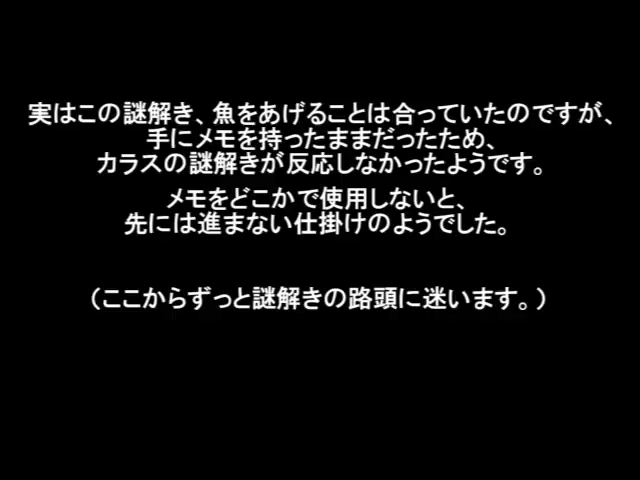 実はこの謎解き、魚をあげることは合っていたのですが、
手にメモを持ったままだったため、
カラスの謎解きが反応しなかったようです。
メモをどこかで使用しないと、
先には進まない仕掛けのようでした。
（ここからずっと謎解きの路頭に迷います。）